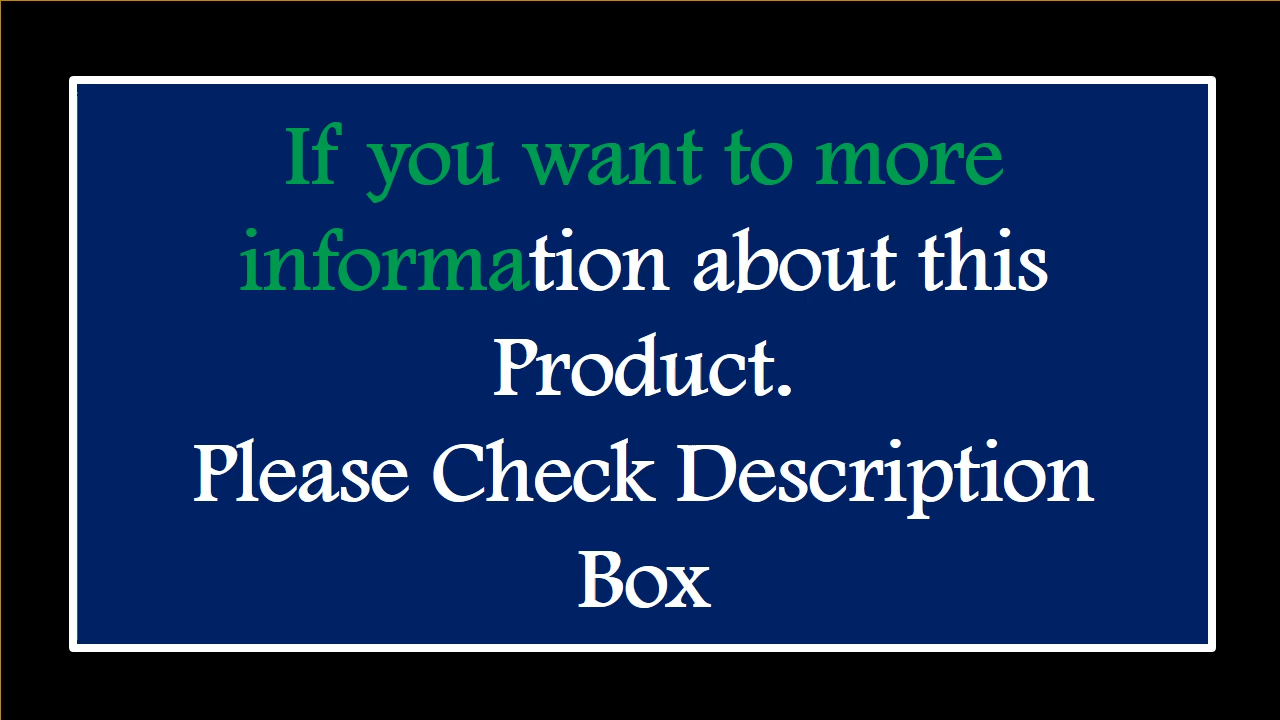 If you want to more
information about this
Product.
Please Check Description
Box